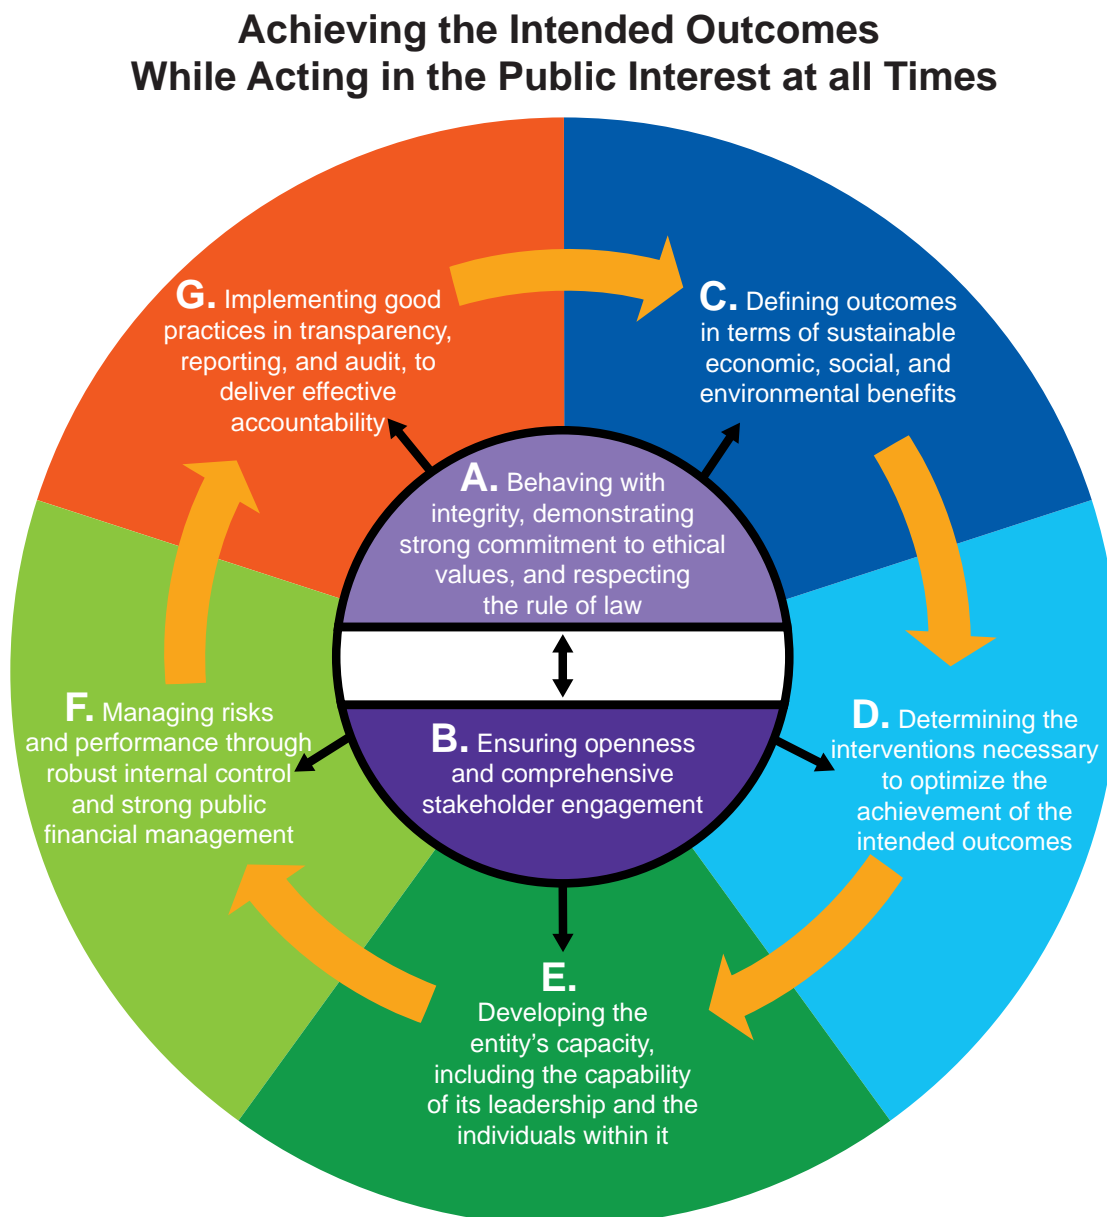 Achieving the Intended Outcomes
While Acting in the Public Interest at all Times
G. Implementing good
practices in transparency,
reporting, and audit, to
deliver effective
accountability
C. Defining outcomes
in terms of sustainable
economic, social, and
environmental benefits
A. Behaving with
integrity, demonstrating
strong commitment to ethical
values, and respecting
the rule of law
B. Ensuring openness
and comprehensive
stakeholder engagement
F. Managing risks
and performance through
robust internal control
and strong public
financial management
D. Determining the
interventions necessary
to optimize the
achievement of the
intended outcomes
E.
Developing the
entity’s capacity,
including the capability
of its leadership and the
individuals within it